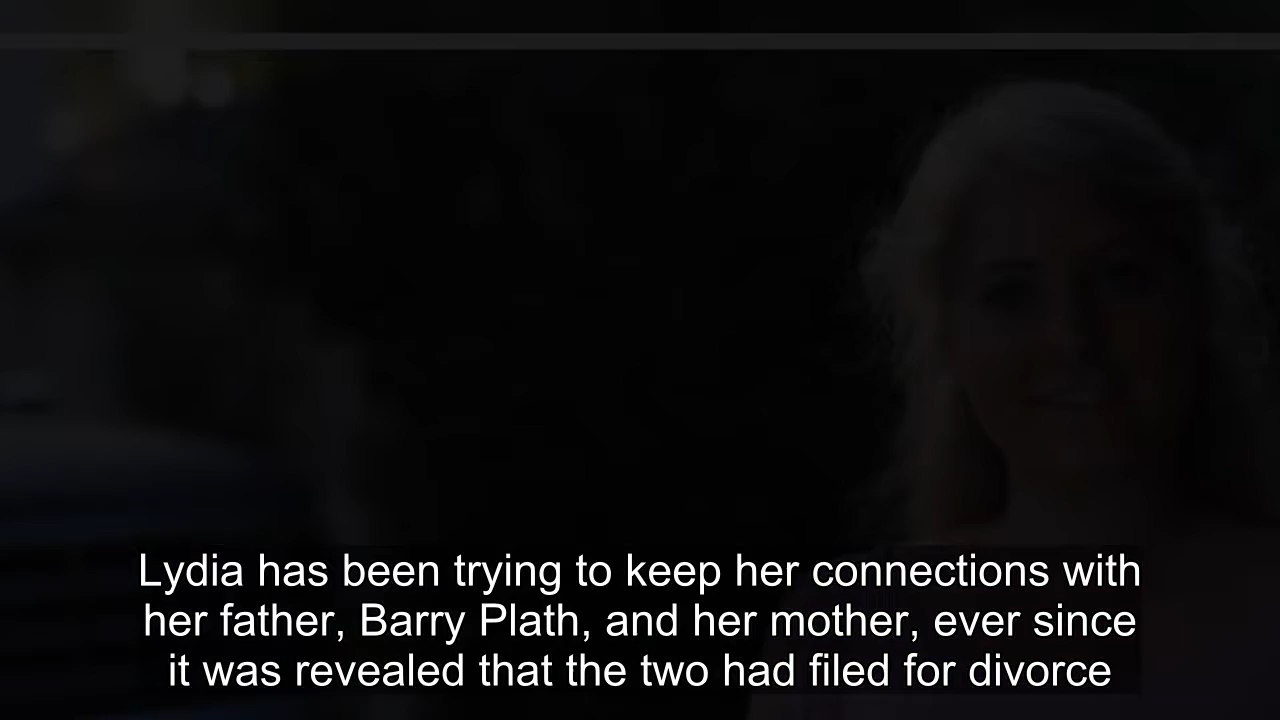 Lydia has been trying to keep her connections with
her father, Barry Plath, and her mother, ever since
it was revealed that the two had filed for divorce